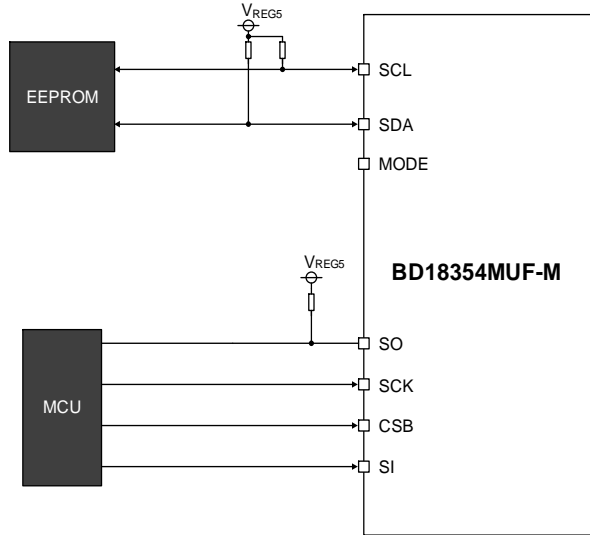 VREG5
SCL
EEPROM
SDA
MODE
BD18354MUF-M
VREG5
SO
SCK
MCU
CSB
SI